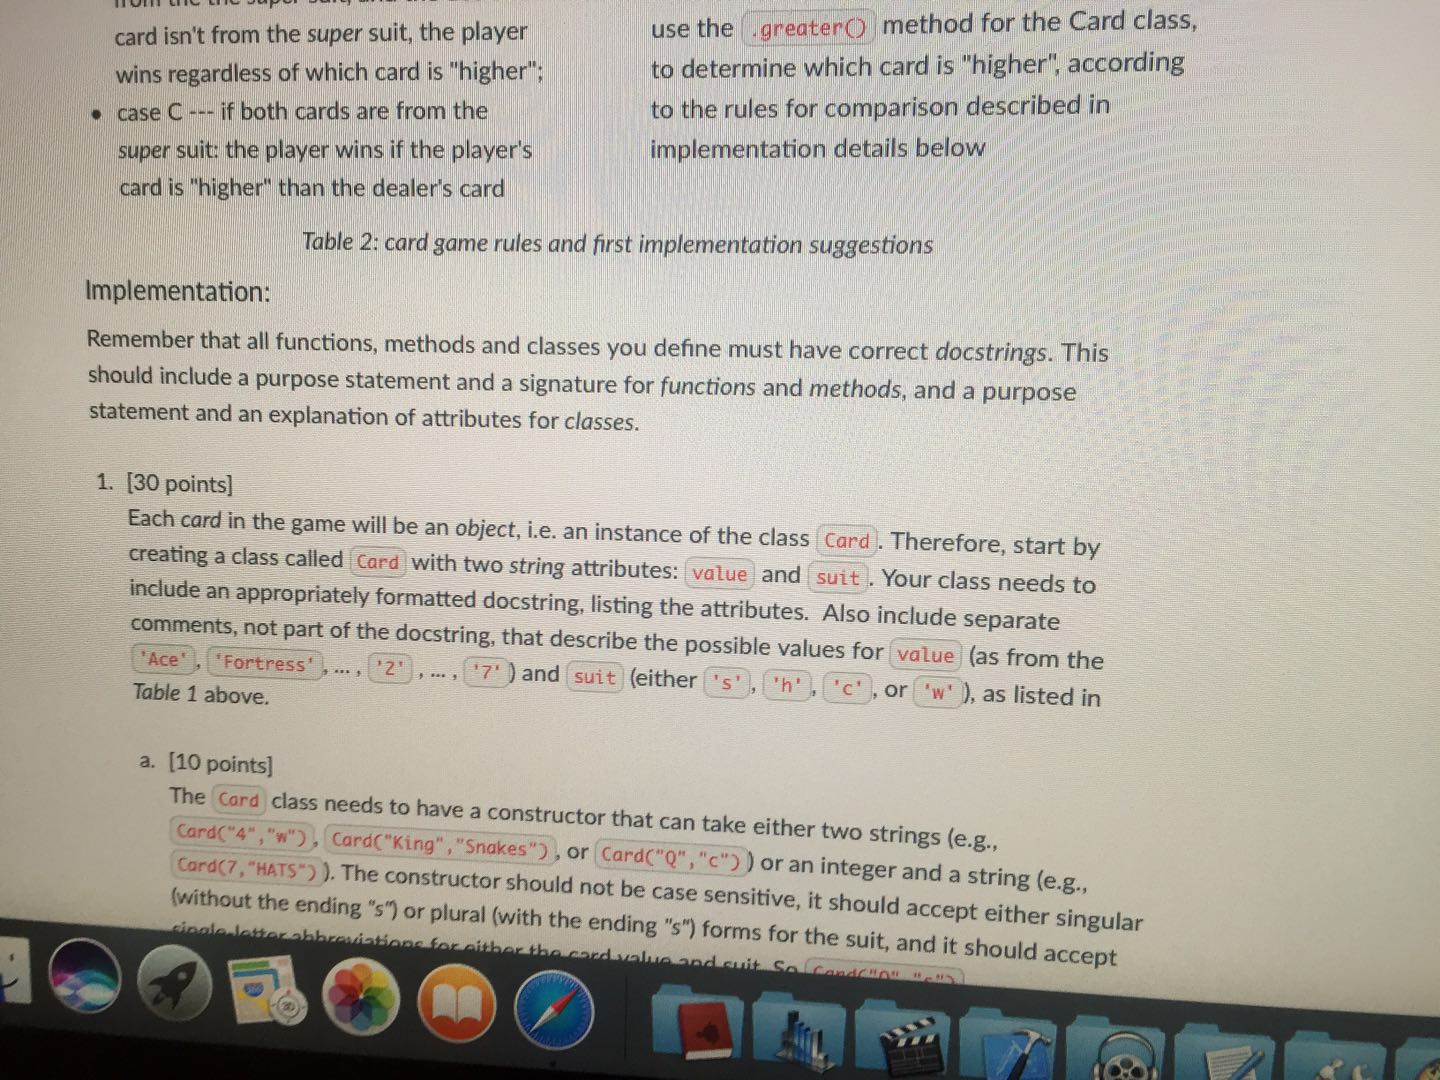 card isn't from the super suit, the player
wins regardless of which card is "higher";
• case C --- if both cards are from the
super suit: the player wins if the player's
card is "higher" than the dealer's card
use the .greater() method for the Card class,
to determine which card is "higher", according
to the rules for comparison described in
implementation details below
Table 2: card game rules and first implementation suggestions
Implementation:
Remember that all functions, methods and classes you define must have correct docstrings. This
should include a purpose statement and a signature for functions and methods, and a purpose
statement and an explanation of attributes for classes.
1. [30 points]
Each card in the game will be an object, i.e. an instance of the class Card. Therefore, start by
creating a class called Card with two string attributes: value and suit. Your class needs to
include an appropriately formatted docstring, listing the attributes. Also include separate
comments, not part of the docstring, that describe the possible values for value (as from the
'Ace', 'Fortress', ..., '2', ..., '7') and suit (either 's', 'h', 'c', or 'w'), as listed in
Table 1 above.
a. [10 points]
The Card class needs to have a constructor that can take either two strings (e.g.,
Card("4","w"), Card("King","Snakes"), or Card("Q","c")) or an integer and a string (e.g.,
Card(7,"HATS")). The constructor should not be case sensitive, it should accept either singular
(without the ending "s") or plural (with the ending "s") forms for the suit, and it should accept
single-letter abbreviations for either the card value and suit. So Card("Q", "c")